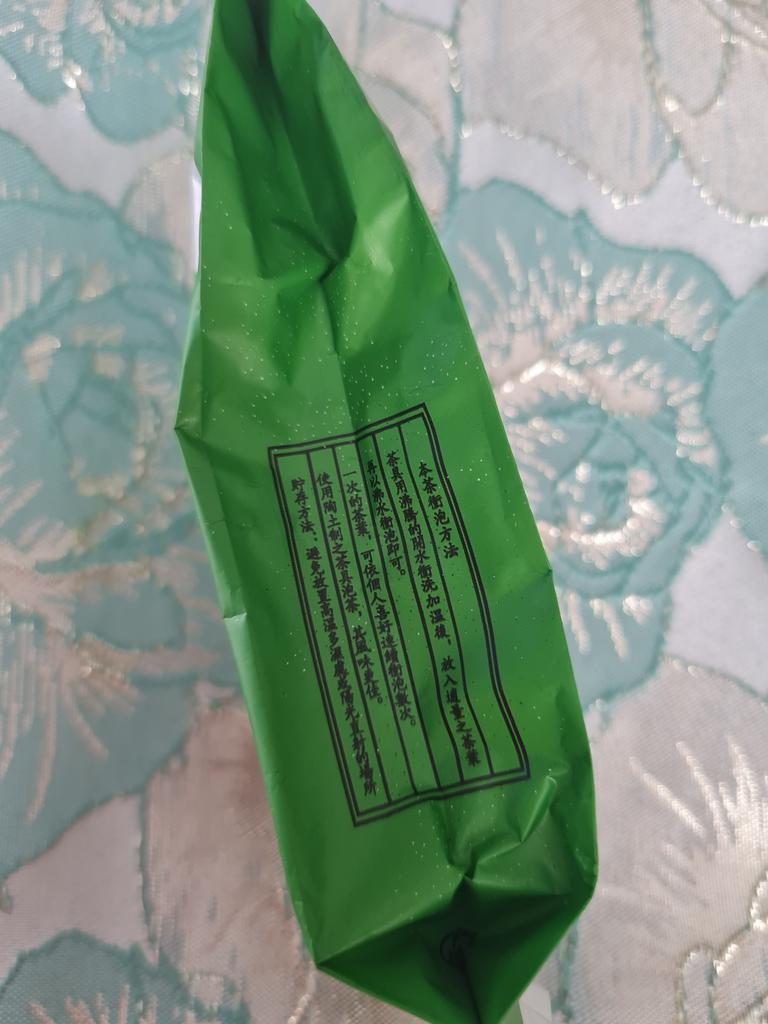 本茶衝泡方法
茶具用沸騰的開水衝洗加溫後，放入適量之茶葉
再以沸水衝泡即可。
一次的茶葉，可依個人喜好連續衝泡數次。
使用陶土制之茶具泡茶，其風味更佳。
貯存方法：避免放置高溫多濕處及陽光直射的場所